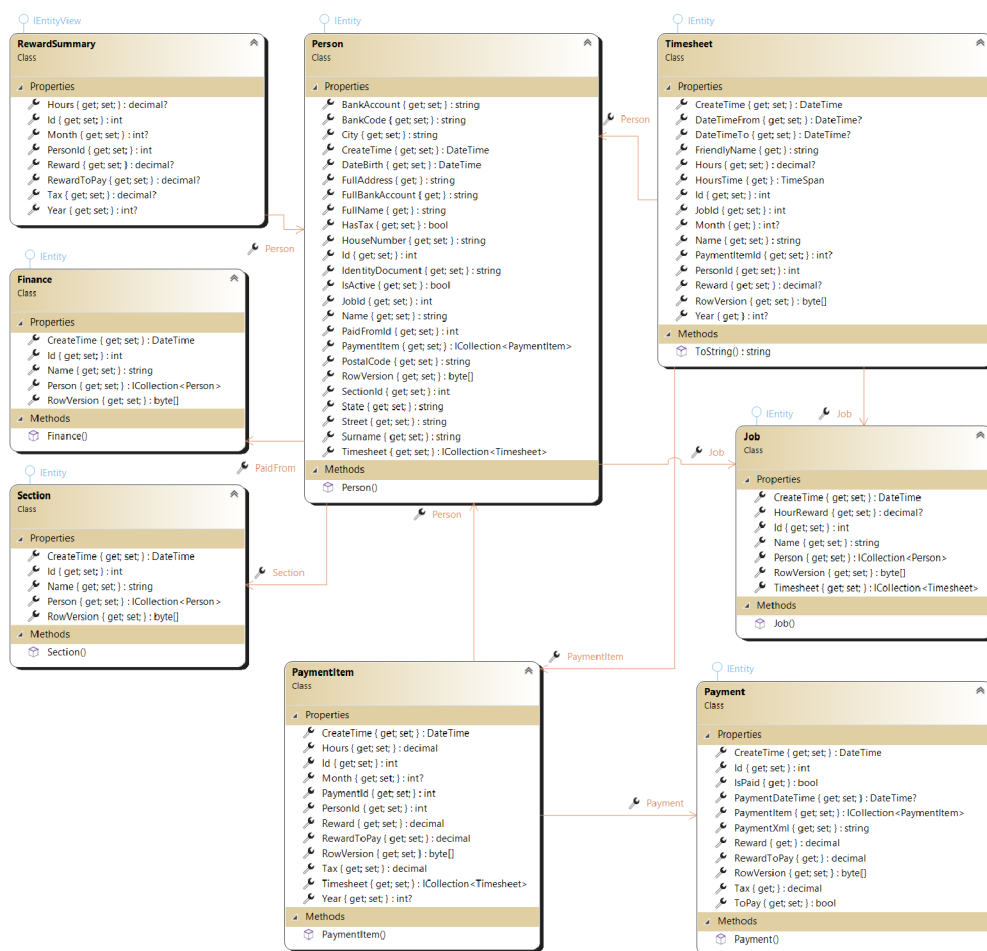 IEntityView
RewardSummary
Class
Properties
Hours { get; set; } : decimal?
Id { get; set; } : int
Month { get; set; } : int?
PersonId { get; set; } : int
Reward { get; set; } : decimal?
RewardToPay { get; set; } : decimal?
Tax { get; set; } : decimal?
Year { get; set; } : int?
Person
IEntity
Finance
Class
Properties
CreateTime { get; set; } : DateTime
Id { get; set; } : int
Name { get; set; } : string
Person { get; set; } : ICollection<Person>
RowVersion { get; set; } : byte[]
Methods
Finance()
PaidFrom
IEntity
Section
Class
Properties
CreateTime { get; set; } : DateTime
Id { get; set; } : int
Name { get; set; } : string
Person { get; set; } : ICollection<Person>
RowVersion { get; set; } : byte[]
Methods
Section()
Section
IEntity
Person
Class
Properties
BankAccount { get; set; } : string
BankCode { get; set; } : string
City { get; set; } : string
CreateTime { get; set; } : DateTime
DateBirth { get; set; } : DateTime
FullAddress { get; } : string
FullBankAccount { get; } : string
FullName { get; } : string
HasTax { get; set; } : bool
HouseNumber { get; set; } : string
Id { get; set; } : int
IdentityDocument { get; set; } : string
IsActive { get; set; } : bool
JobId { get; set; } : int
Name { get; set; } : string
PaidFromId { get; set; } : int
PaymentItem { get; set; } : ICollection<PaymentItem>
PostalCode { get; set; } : string
RowVersion { get; set; } : byte[]
SectionId { get; set; } : int
State { get; set; } : string
Street { get; set; } : string
Surname { get; set; } : string
Timesheet { get; set; } : ICollection<Timesheet>
Methods
Person()
Person
IEntity
Timesheet
Class
Properties
CreateTime { get; set; } : DateTime
DateTimeFrom { get; set; } : DateTime?
DateTimeTo { get; set; } : DateTime?
FriendlyName { get; } : string
Hours { get; set; } : decimal?
HoursTime { get; set; } : TimeSpan
Id { get; set; } : int
JobId { get; set; } : int
Month { get; } : int?
Name { get; set; } : string
PaymentItemId { get; set; } : int?
PersonId { get; set; } : int
Reward { get; set; } : decimal?
RowVersion { get; set; } : byte[]
Year { get; } : int?
Methods
ToString() : string
Person
Job
Job
IEntity
Job
Class
Properties
CreateTime { get; set; } : DateTime
HourReward { get; set; } : decimal?
Id { get; set; } : int
Name { get; set; } : string
Person { get; set; } : ICollection<Person>
RowVersion { get; set; } : byte[]
Timesheet { get; set; } : ICollection<Timesheet>
Methods
Job()
PaymentItem
PaymentItem
Class
Properties
CreateTime { get; set; } : DateTime
Hours { get; set; } : decimal
Id { get; set; } : int
Month { get; set; } : int?
PaymentId { get; set; } : int
PersonId { get; set; } : int
Reward { get; set; } : decimal
RewardToPay { get; set; } : decimal
RowVersion { get; set; } : byte[]
Tax { get; set; } : decimal
Timesheet { get; set; } : ICollection<Timesheet>
Year { get; set; } : int?
Methods
PaymentItem()
Payment
IEntity
Payment
Class
Properties
CreateTime { get; set; } : DateTime
Id { get; set; } : int
IsPaid { get; } : bool
PaymentDateTime { get; set; } : DateTime?
PaymentItem { get; set; } : ICollection<PaymentItem>
PaymentXml { get; set; } : string
Reward { get; } : decimal
RewardToPay { get; } : decimal
RowVersion { get; set; } : byte[]
Tax { get; } : decimal
ToPay { get; set; } : bool
Methods
Payment()